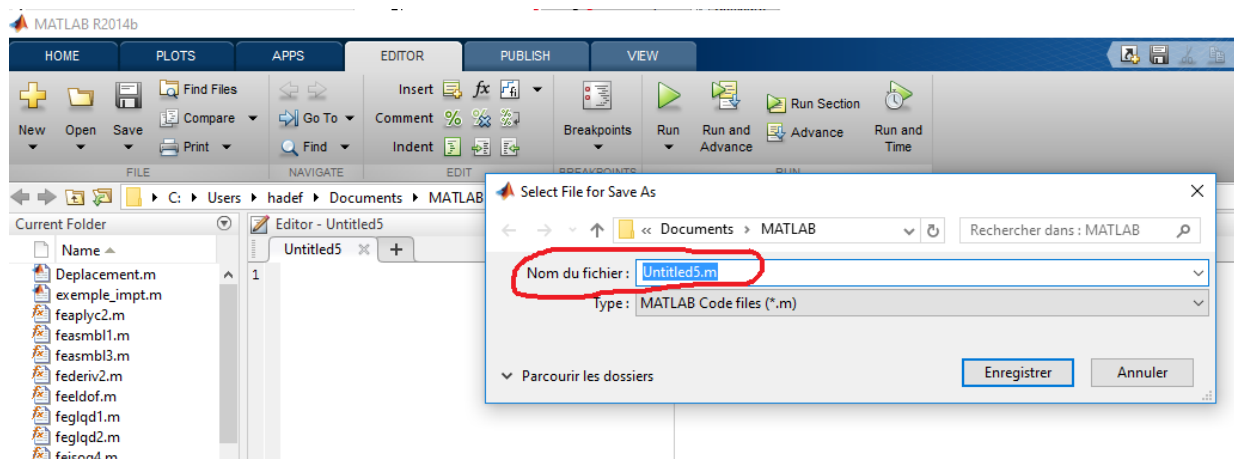 MATLAB R2014b
HOME PLOTS APPS EDITOR PUBLISH VIEW
New Open Save Find Files Compare Print
Go To Find
Insert fx
Comment %
Indent
Breakpoints Run Run and Advance Run Section Advance Run and Time
FILE NAVIGATE EDIT BREAKPOINTS RUN
C: Users hadef Documents MATLAB
Current Folder
Name
Deplacement.m
exemple_impt.m
feaplyc2.m
feasmbl1.m
feasmbl3.m
federiv2.m
feeldof.m
feglqd1.m
feglqd2.m
feisoq4.m
Editor - Untitled5
Untitled5
1
Select File for Save As
« Documents MATLAB
Rechercher dans : MATLAB
Nom du fichier : Untitled5.m
Type : MATLAB Code files (*.m)
Parcourir les dossiers
Enregistrer Annuler